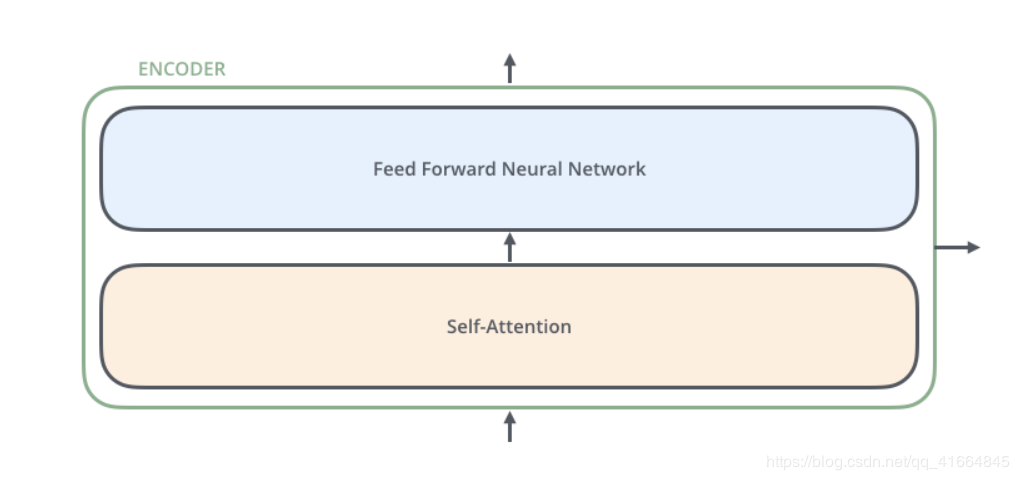 ENCODER
Feed Forward Neural Network
Self-Attention
https://blog.csdn.net/qq_41664845